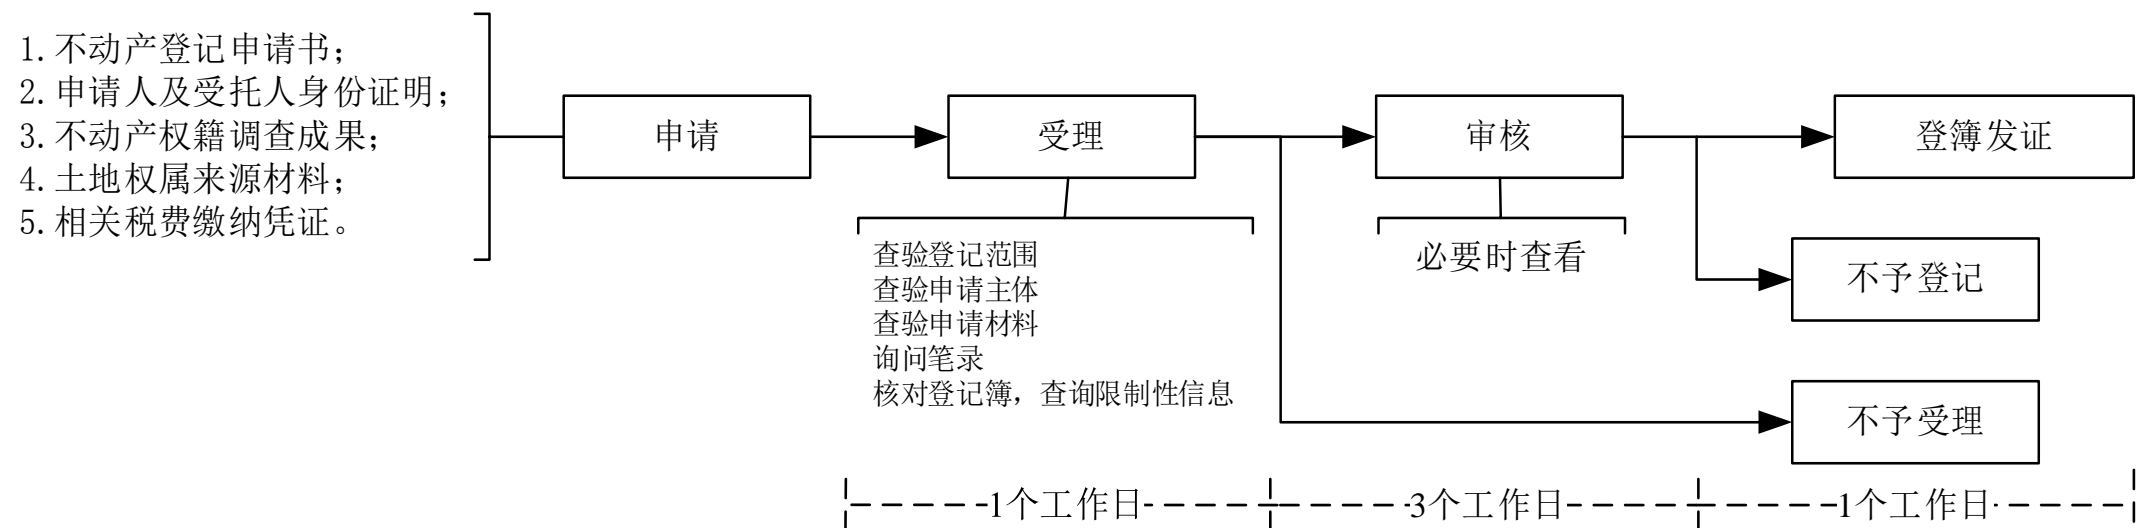 1.不动产登记申请书；
2.申请人及受托人身份证明；
3.不动产权籍调查成果；
4.土地权属来源材料；
5.相关税费缴纳凭证。
申请
受理
审核
登簿发证
查验登记范围
查验申请主体
查验申请材料
询问笔录
核对登记簿，查询限制性信息
必要时查看
不予登记
不予受理
1个工作日
3个工作日
1个工作日